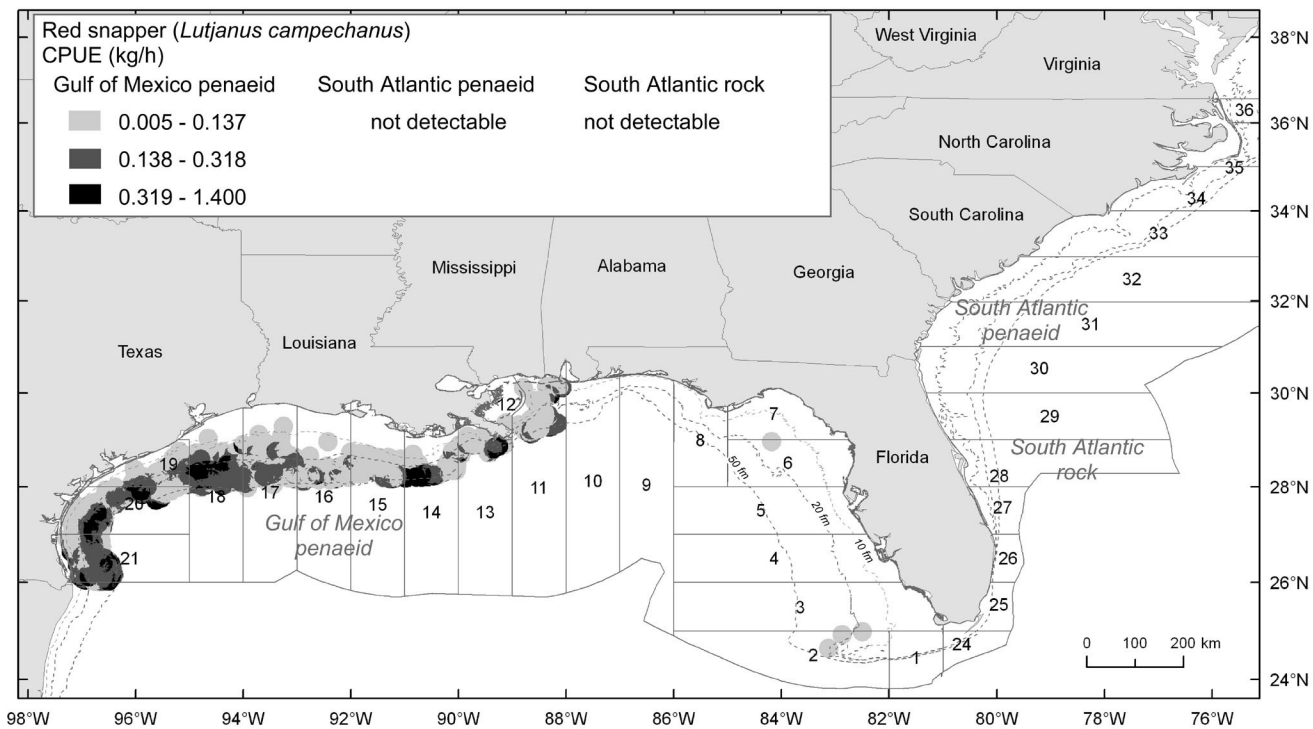 Red snapper (Lutjanus campechanus)
CPUE (kg/h)
Gulf of Mexico penaeid South Atlantic penaeid South Atlantic rock
0.005 - 0.137 not detectable not detectable
0.138 - 0.318
0.319 - 1.400
West Virginia
Virginia
North Carolina
South Carolina
Mississippi
Alabama
Georgia
Texas
Louisiana
Florida
South Atlantic
penaeid
South Atlantic
rock
Gulf of Mexico
penaeid
36
35
34
33
32
31
30
29
28
27
26
25
24
1
2
3
4
5
6
7
8
9
10
11
12
13
14
15
16
17
18
19
20
21
50 fm
20 fm
10 fm
0 100 200 km
38°N
36°N
34°N
32°N
30°N
28°N
26°N
24°N
98°W 96°W 94°W 92°W 90°W 88°W 86°W 84°W 82°W 80°W 78°W 76°W